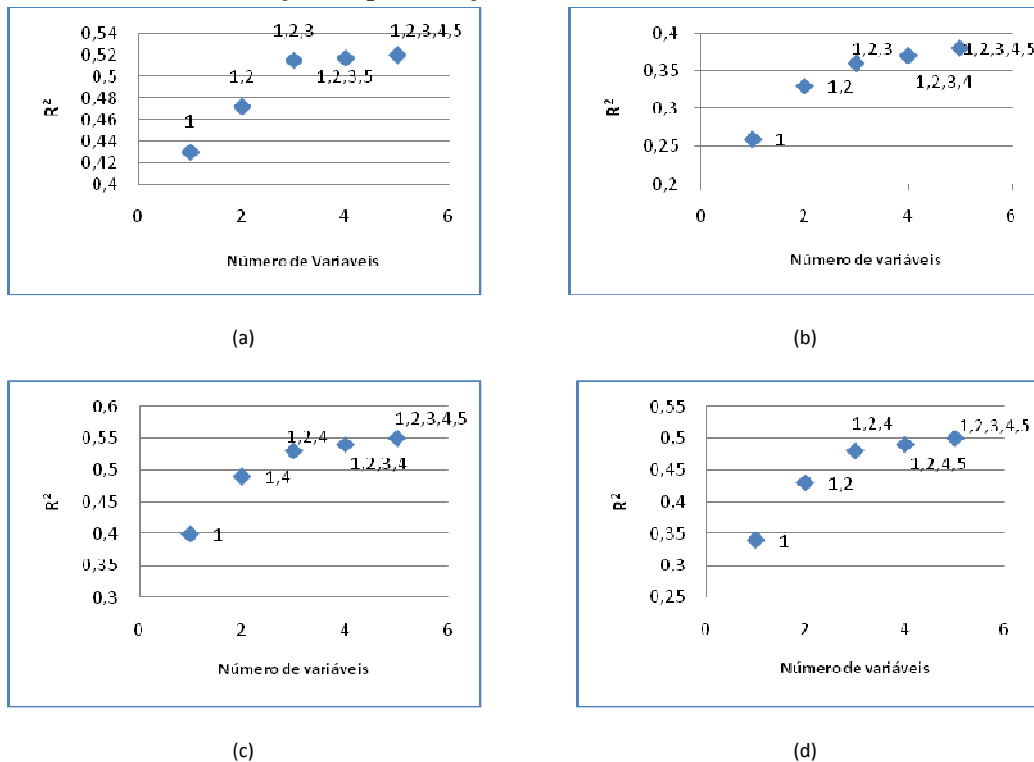 0,54
0,52
0,5
0,48
0,46
0,44
0,42
0,4
R²
1
1,2
1,2,3
1,2,3,5
1,2,3,4,5
0 2 4 6
Número de Variaveis
(a)
0,4
0,35
0,3
0,25
0,2
R²
1
1,2
1,2,3
1,2,3,4
1,2,3,4,5
0 2 4 6
Número de variáveis
(b)
0,6
0,55
0,5
0,45
0,4
0,35
0,3
R²
1
1,4
1,2,4
1,2,3,4
1,2,3,4,5
0 2 4 6
Número de variáveis
(c)
0,55
0,5
0,45
0,4
0,35
0,3
0,25
R²
1
1,2
1,2,4
1,2,4,5
1,2,3,4,5
0 2 4 6
Número de variáveis
(d)